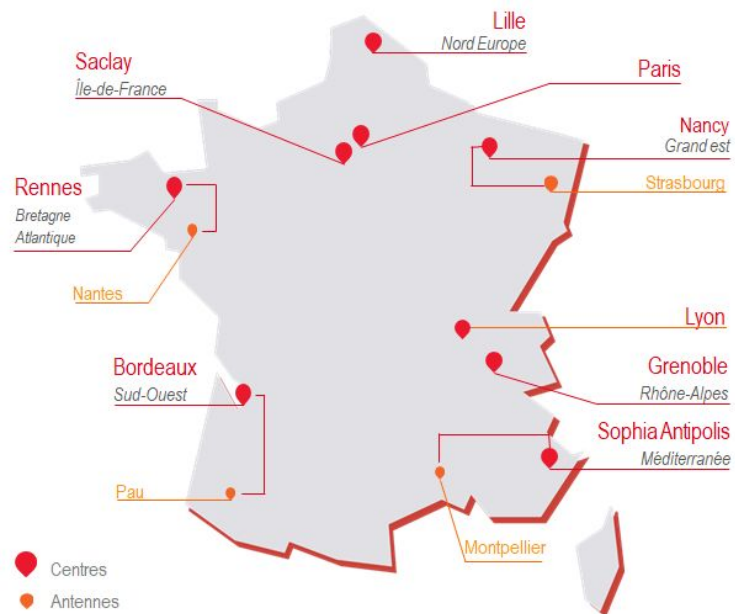 Lille
Nord Europe
Saclay
Île-de-France
Paris
Nancy
Grand est
Strasbourg
Rennes
Bretagne
Atlantique
Nantes
Lyon
Bordeaux
Sud-Ouest
Grenoble
Rhône-Alpes
Sophia Antipolis
Méditerranée
Pau
Montpellier
Centres
Antennes